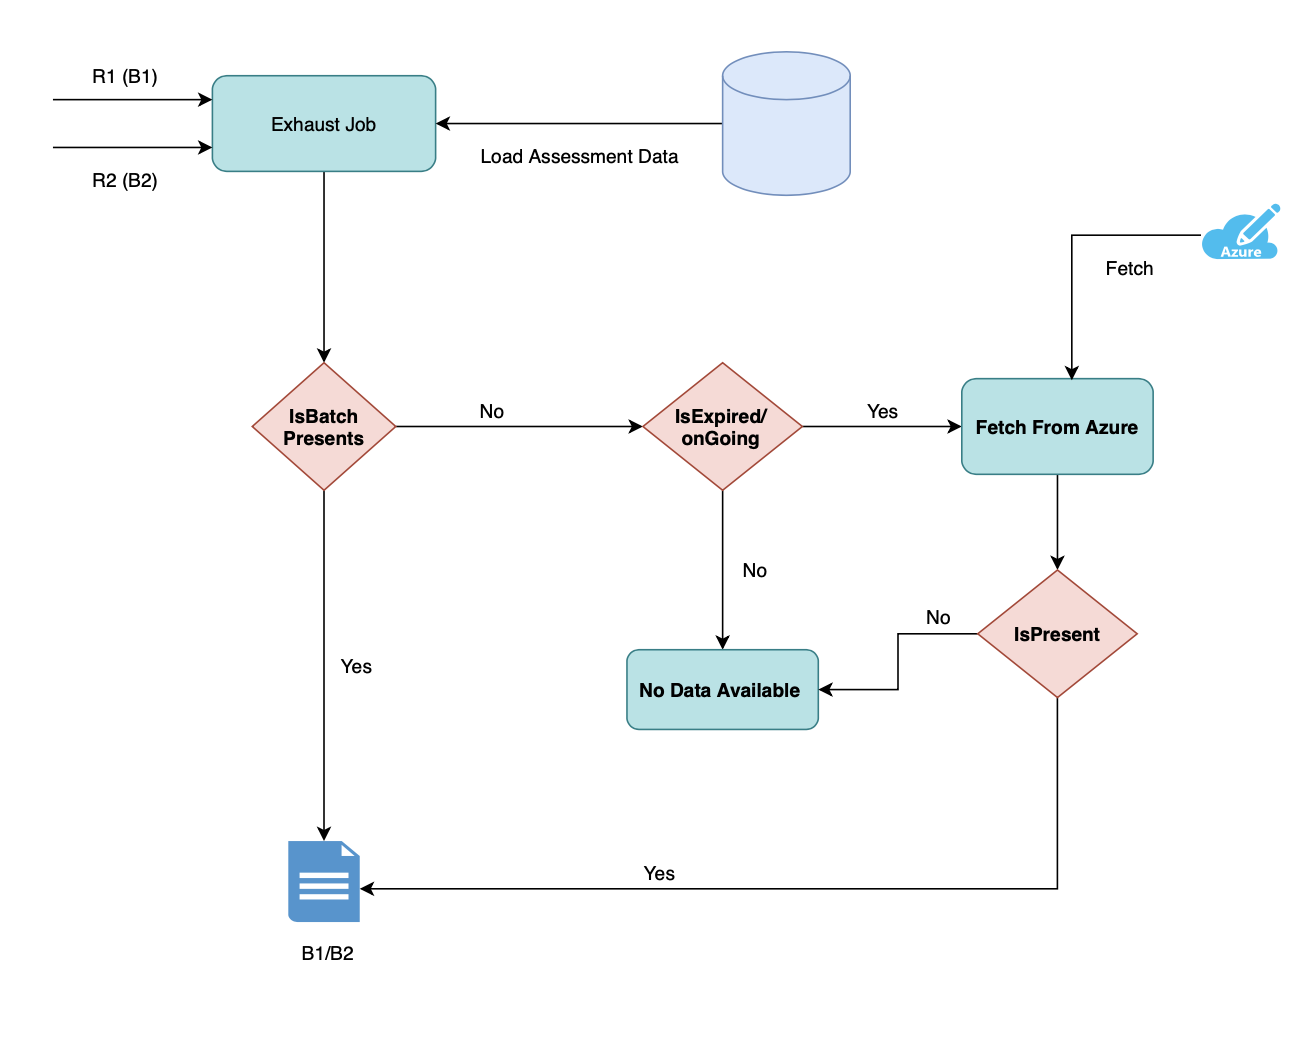 R1 (B1)
Exhaust Job
Load Assessment Data
R2 (B2)
Azure
Fetch
IsBatch
Presents
No
IsExpired/
onGoing
Yes
Fetch From Azure
No
No
IsPresent
Yes
No Data Available
Yes
B1/B2